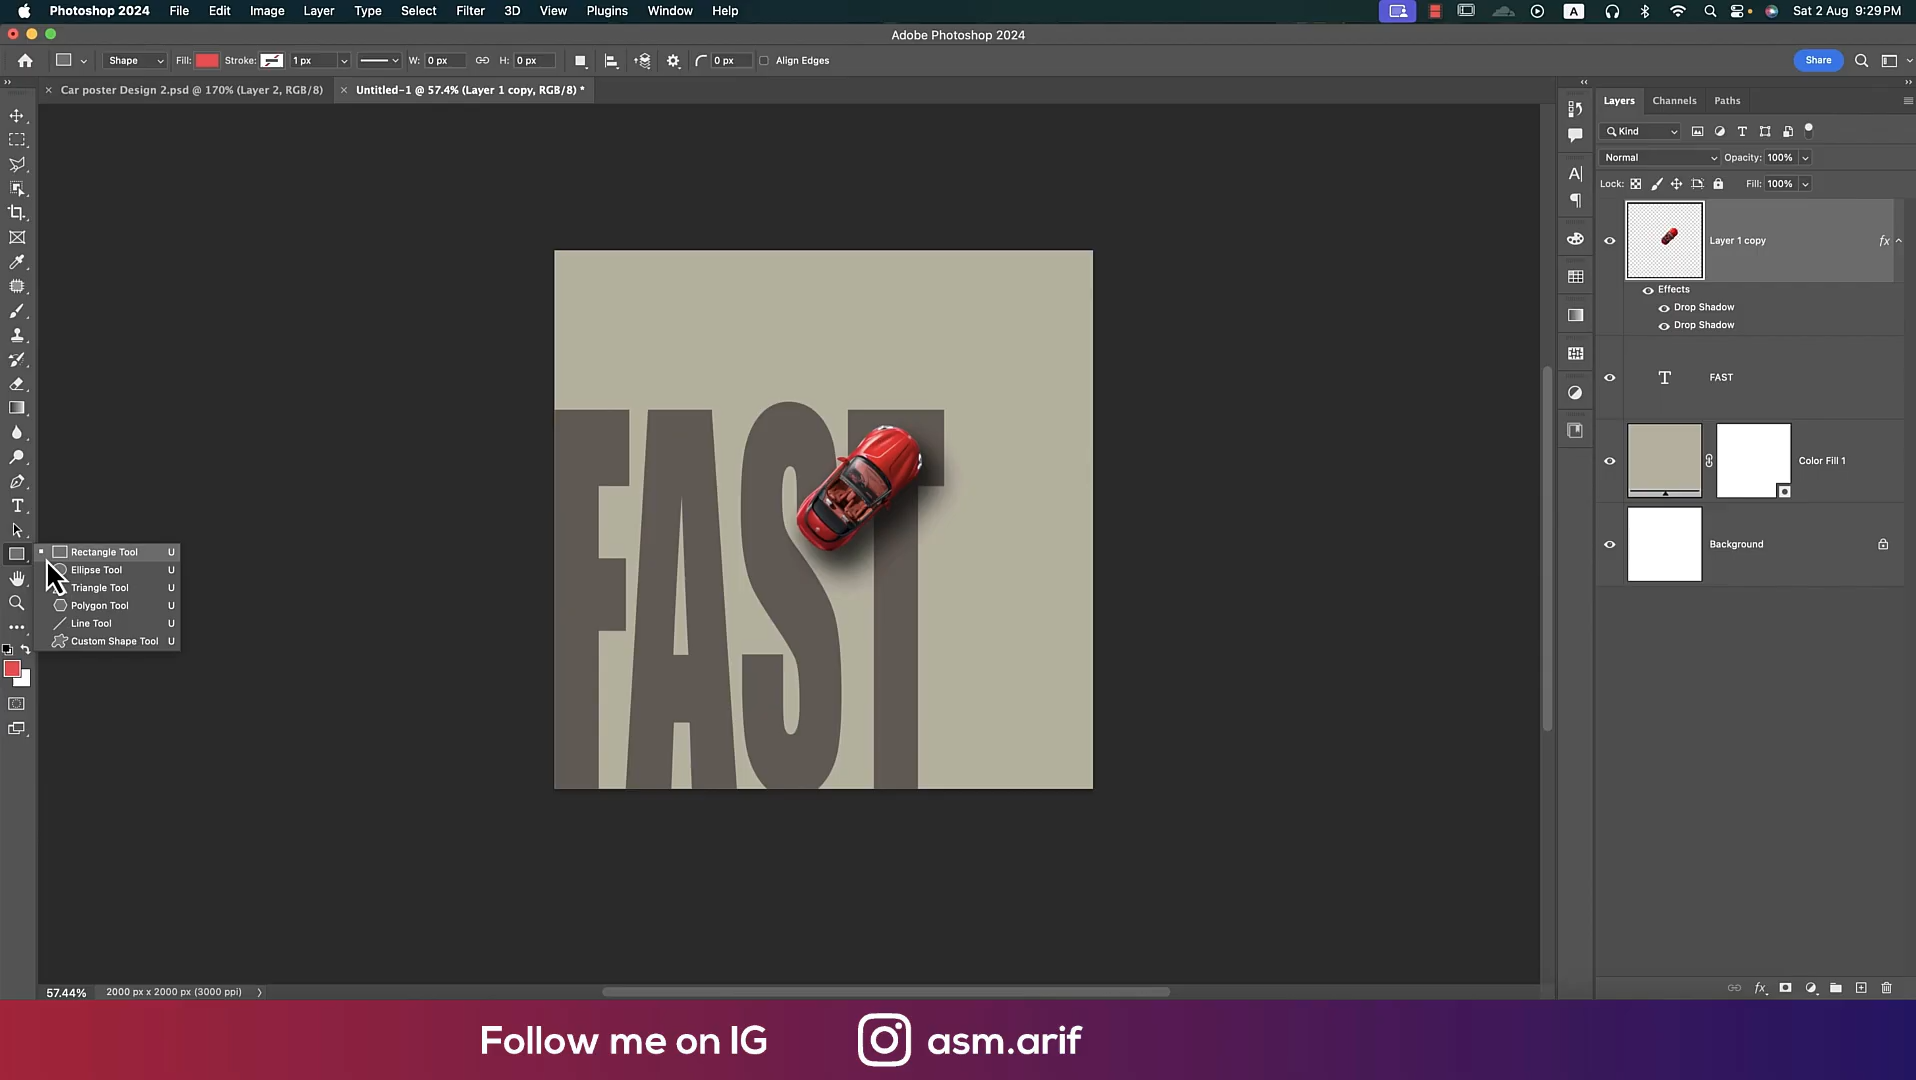 Photoshop 2024 File Edit Image Layer Type Select Filter 3D View Plugins Window Help A Sat 2 Aug 9:29 PM
Adobe Photoshop 2024
Shape Fill: Stroke: 1 px W: 0 px H: 0 px 0 px Align Edges Share
Car poster Design 2.psd @ 170% (Layer 2, RGB/8) Untitled-1 @ 57.4% (Layer 1 copy, RGB/8) *
Layers Channels Paths
Kind
Normal Opacity: 100%
Lock: Fill: 100%
Layer 1 copy fx
Effects
Drop Shadow
Drop Shadow
T FAST
Color Fill 1
Background
FAST
Rectangle Tool U
Ellipse Tool U
Triangle Tool U
Polygon Tool U
Line Tool U
Custom Shape Tool U
57.44% 2000 px x 2000 px (3000 ppi)
fx
Follow me on IG asm.arif